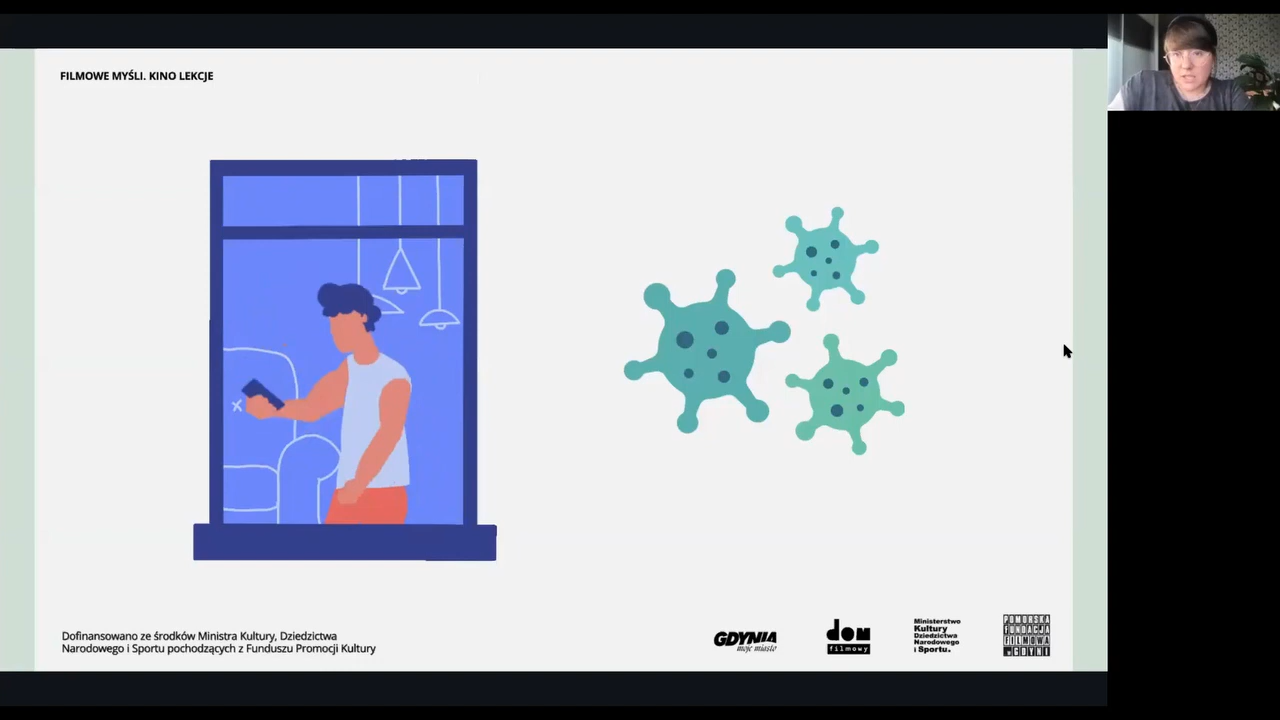 FILMOWE MYŚLI. KINO LEKCJE
Dofinansowano ze środków Ministra Kultury, Dziedzictwa
Narodowego i Sportu pochodzących z Funduszu Promocji Kultury
GDYNIA
moje miasto
dom
filmowy
Ministerstwo
Kultury
Dziedzictwa
Narodowego
i Sportu.
POMORSKA
FUNDACJA
FILMOWA
w GDYNI